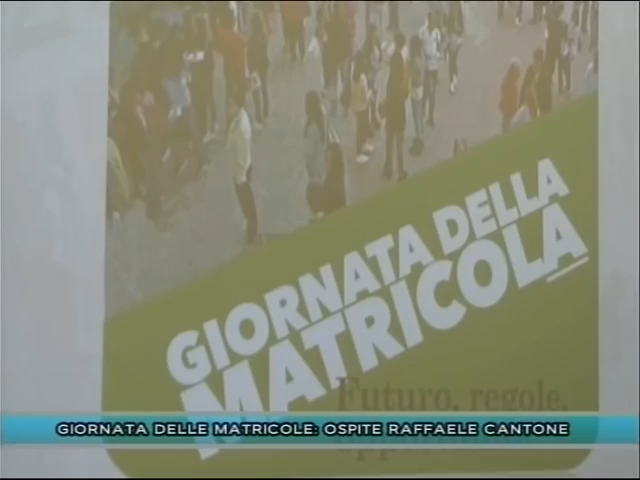 GIORNATA DELLA
MATRICOLA
Futuro, regole,
GIORNATA DELLE MATRICOLE: OSPITE RAFFAELE CANTONE